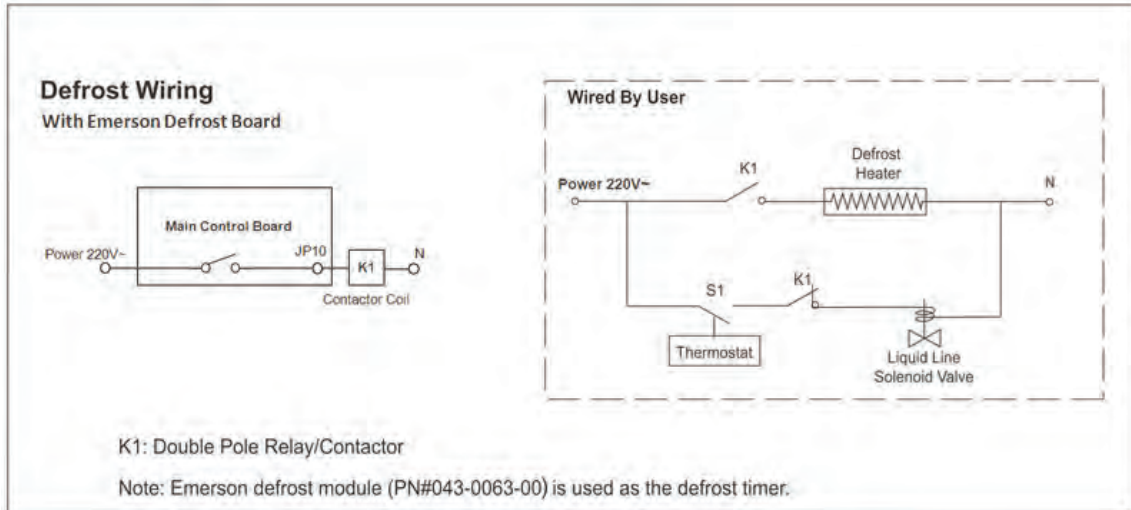 Defrost Wiring
With Emerson Defrost Board
Main Control Board
Power 220V~
JP10
K1
N
Contactor Coil
Wired By User
Power 220V~
K1
Defrost
Heater
N
S1
K1
Thermostat
Liquid Line
Solenoid Valve
K1: Double Pole Relay/Contactor
Note: Emerson defrost module (PN#043-0063-00) is used as the defrost timer.